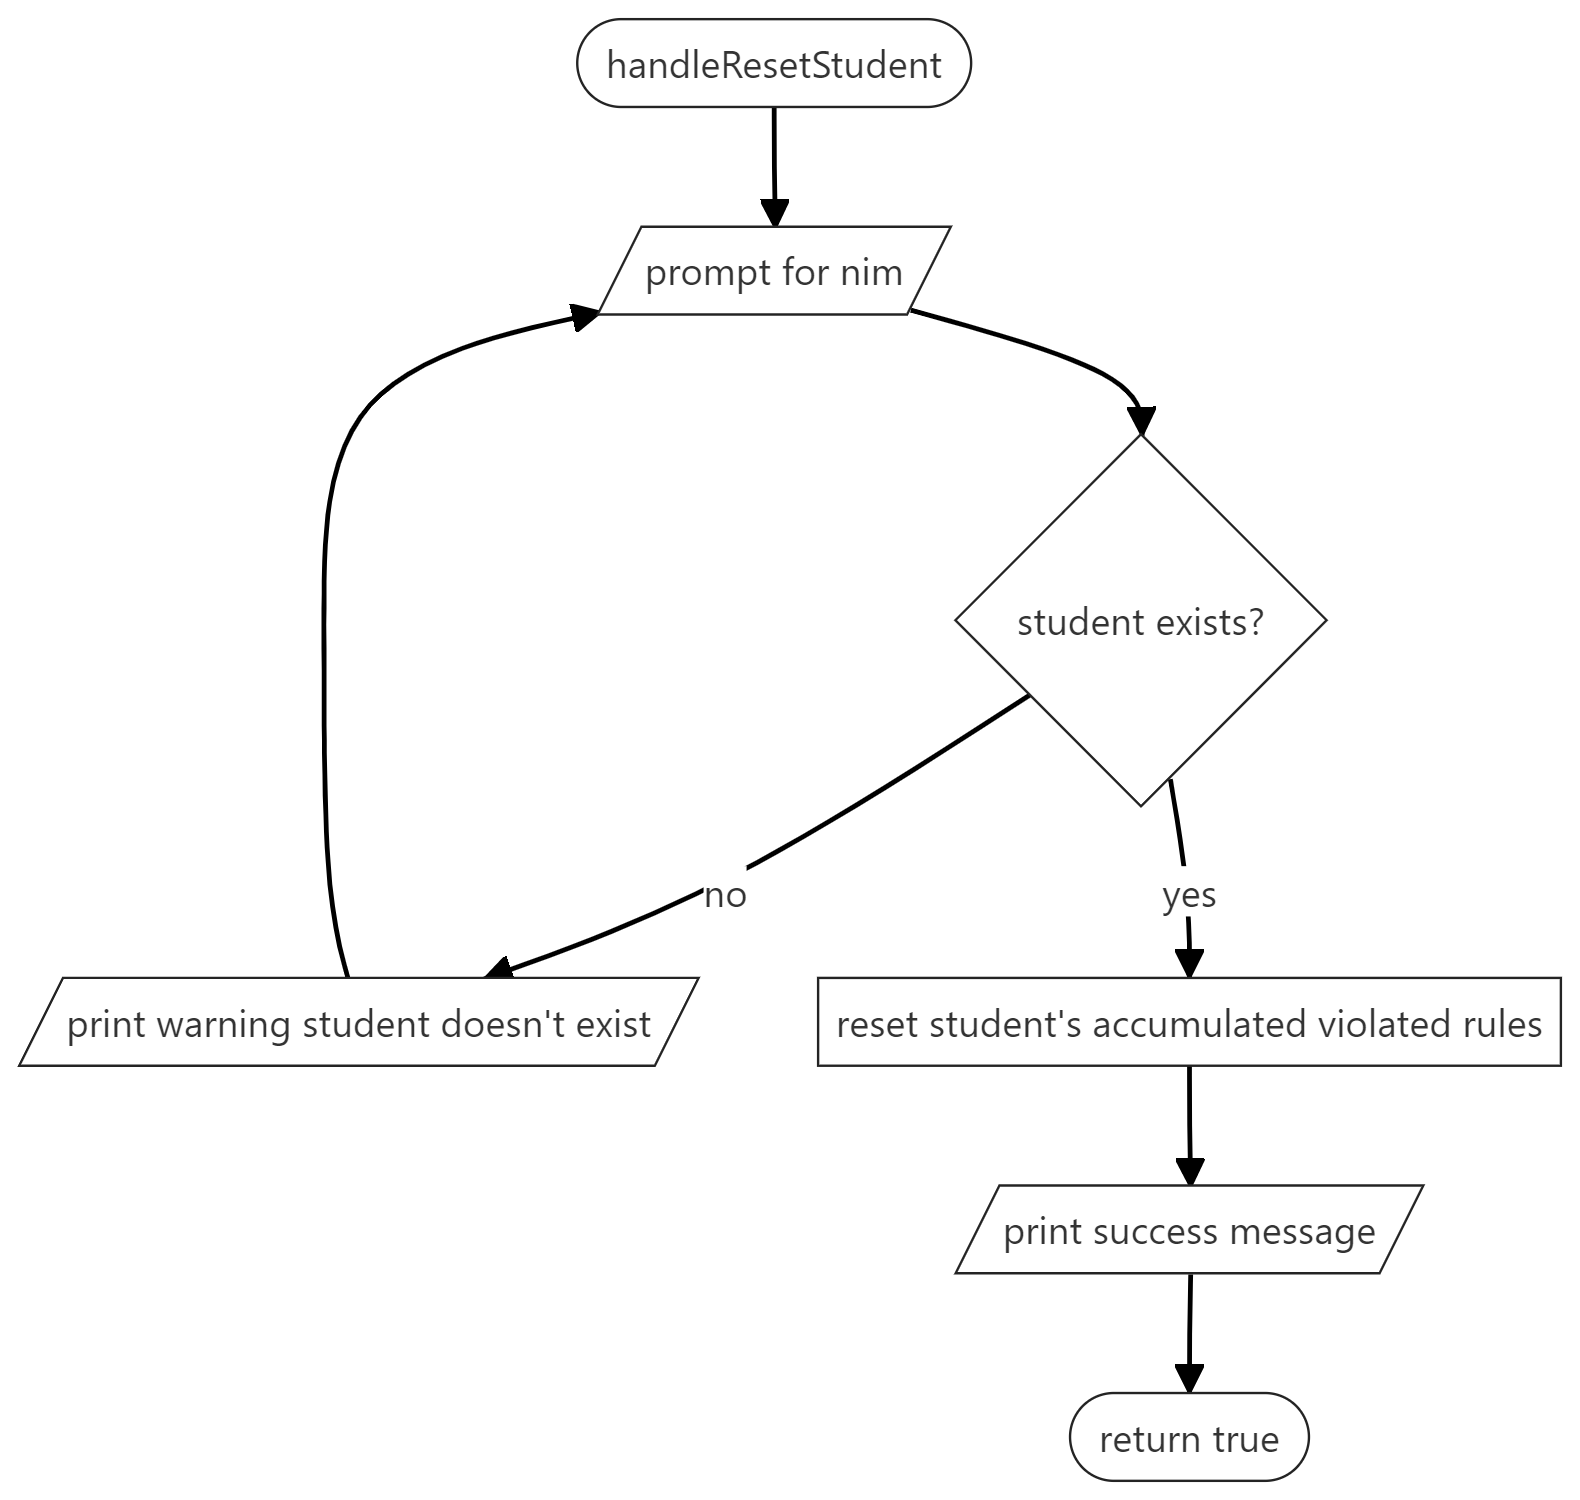 handleResetStudent
prompt for nim
student exists?
no
yes
print warning student doesn't exist
reset student's accumulated violated rules
print success message
return true